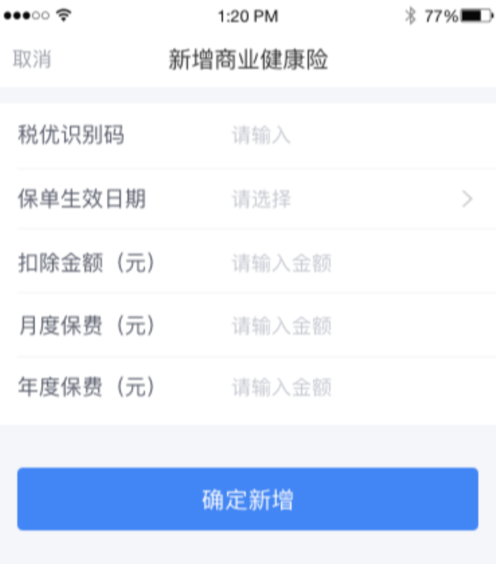 1:20 PM 77%
取消 新增商业健康险
税优识别码 请输入
保单生效日期 请选择
扣除金额（元） 请输入金额
月度保费（元） 请输入金额
年度保费（元） 请输入金额
确定新增